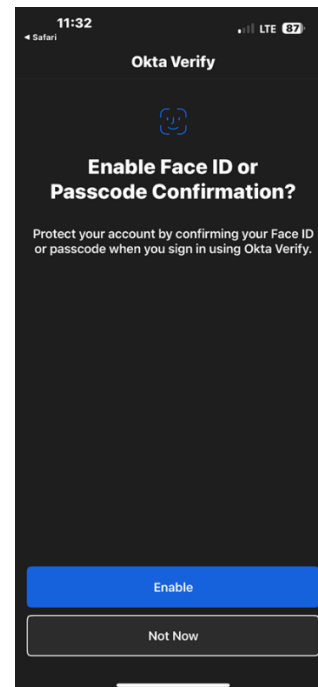 11:32
LTE 87
◀ Safari
Okta Verify
Enable Face ID or
Passcode Confirmation?
Protect your account by confirming your Face ID
or passcode when you sign in using Okta Verify.
Enable
Not Now